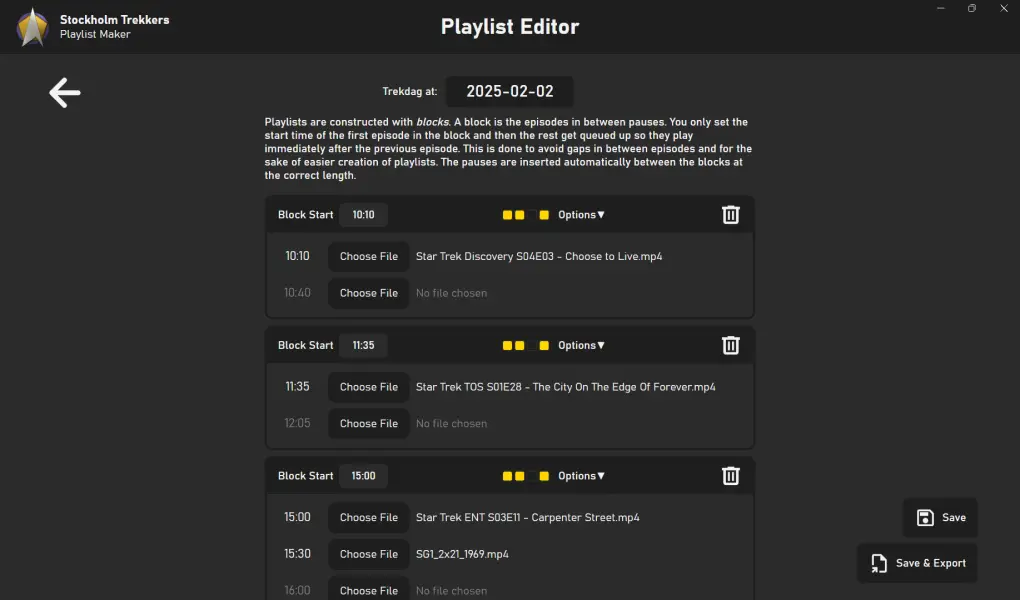 Stockholm Trekkers
Playlist Maker
Playlist Editor
Trekdag at: 2025-02-02
Playlists are constructed with blocks. A block is the episodes in between pauses. You only set the
start time of the first episode in the block and then the rest get queued up so they play
immediately after the previous episode. This is done to avoid gaps in between episodes and for the
sake of easier creation of playlists. The pauses are inserted automatically between the blocks at
the correct length.
Block Start 10:10 Options▼
10:10 Choose File Star Trek Discovery S04E03 - Choose to Live.mp4
10:40 Choose File No file chosen
Block Start 11:35 Options▼
11:35 Choose File Star Trek TOS S01E28 - The City On The Edge Of Forever.mp4
12:05 Choose File No file chosen
Block Start 15:00 Options▼
15:00 Choose File Star Trek ENT S03E11 - Carpenter Street.mp4
15:30 Choose File SG1_2x21_1969.mp4
16:00 Choose File No file chosen
Save
Save & Export